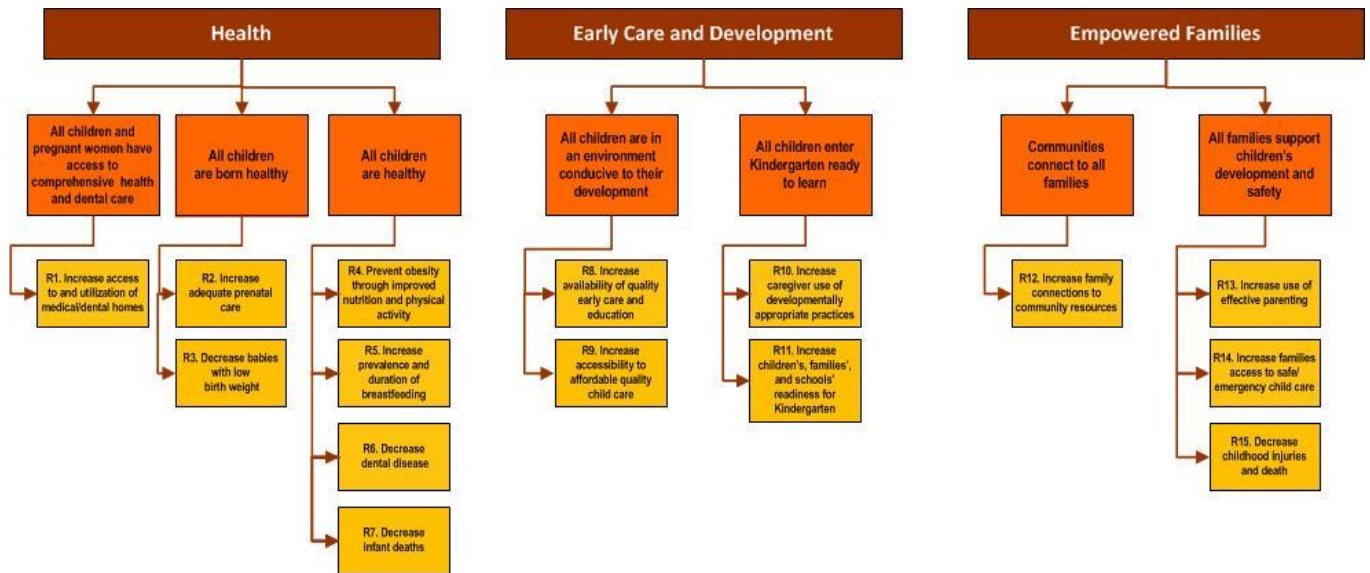 Health
All children and
pregnant women have
access to
comprehensive health
and dental care
R1. Increase access
to and utilization of
medical/dental homes
All children
are born healthy
R2. Increase
adequate prenatal
care
R3. Decrease babies
with low
birth weight
All children
are healthy
R4. Prevent obesity
through improved
nutrition and physical
activity
R5. Increase
prevalence and
duration of
breastfeeding
R6. Decrease
dental disease
R7. Decrease
infant deaths
Early Care and Development
All children are in
an environment
conducive to their
development
R8. Increase
availability of quality
early care and
education
R9. Increase
accessibility to
affordable quality
child care
All children enter
Kindergarten ready
to learn
R10. Increase
caregiver use of
developmentally
appropriate practices
R11. Increase
children's, families',
and schools'
readiness for
Kindergarten
Empowered Families
Communities
connect to all
families
R12. Increase family
connections to
community resources
All families support
children's
development and
safety
R13. Increase use of
effective parenting
R14. Increase families
access to safe/
emergency child care
R15. Decrease
childhood injuries
and death